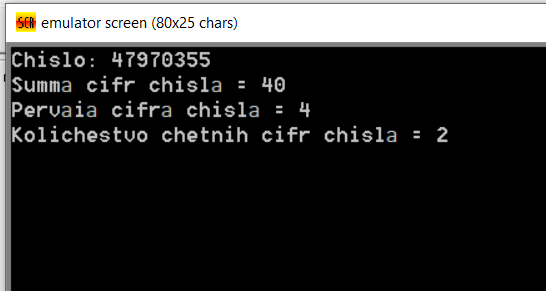 SCR emulator screen (80x25 chars)
Chislo: 47970355
Summa cifr chisla = 40
Pervaia cifra chisla = 4
Kolichestvo chetnih cifr chisla = 2